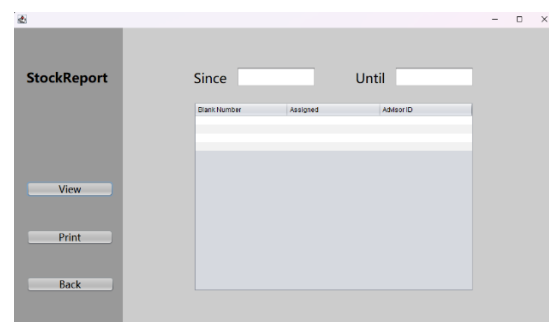 StockReport
Since
Until
Blank Number Assigned Advisor ID
View
Print
Back